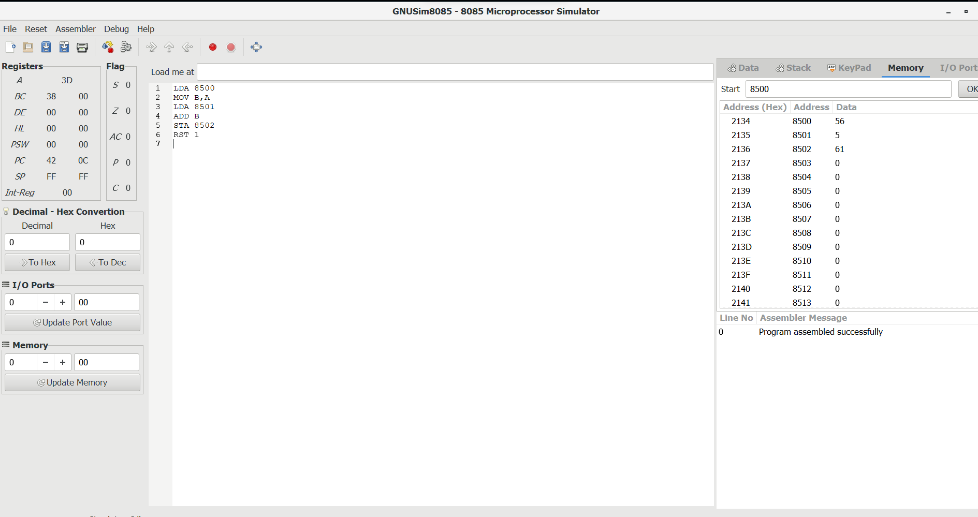 GNUSim8085 - 8085 Microprocessor Simulator
File Reset Assembler Debug Help
Registers
A 3D
BC 38 00
DE 00 00
HL 00 00
PSW 00 00
PC 42 0C
SP FF FF
Int-Reg 00
Flag
S 0
Z 0
AC 0
P 0
C 0
Decimal - Hex Convertion
Decimal Hex
0 0
To Hex To Dec
I/O Ports
0 - + 00
Update Port Value
Memory
0 - + 00
Update Memory
Load me at
1 LDA 8500
2 MOV B,A
3 LDA 8501
4 ADD B
5 STA 8502
6 RST 1
7
Data Stack KeyPad Memory I/O Port
Start 8500 OK
Address (Hex) Address Data
2134 8500 56
2135 8501 5
2136 8502 61
2137 8503 0
2138 8504 0
2139 8505 0
213A 8506 0
213B 8507 0
213C 8508 0
213D 8509 0
213E 8510 0
213F 8511 0
2140 8512 0
2141 8513 0
Line No Assembler Message
0 Program assembled successfully